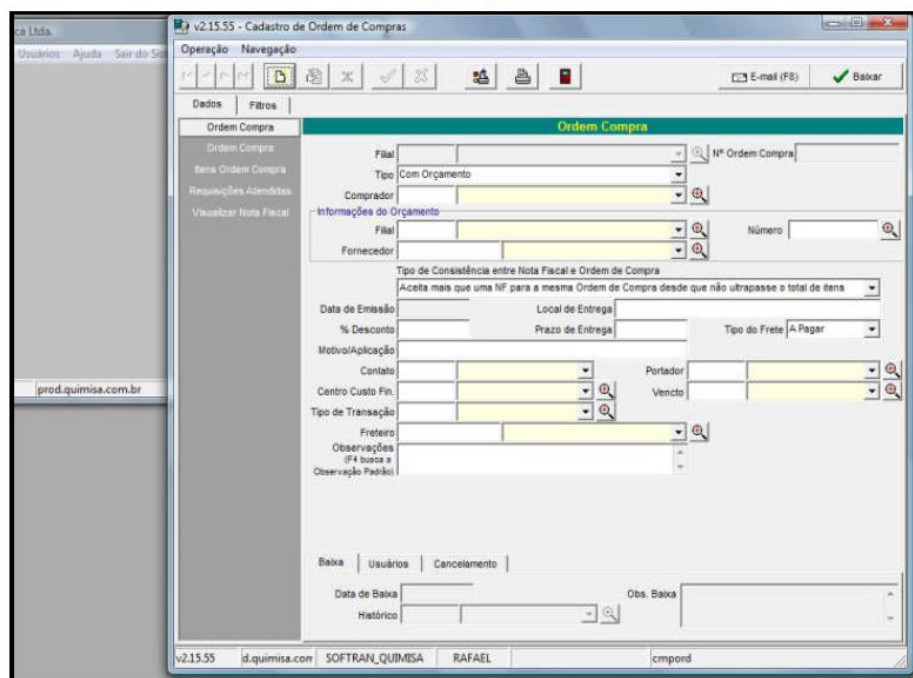 ca Ltda.
Usuários Ajuda Sair do Sis
prod.quimisa.com.br
v2.15.55 - Cadastro de Ordem de Compras
Operação Navegação
E-mail (F8) Baixar
Dados Filtros
Ordem Compra
Ordem Compra
Itens Ordem Compra
Requisições Atendidas
Visualizar Nota Fiscal
Ordem Compra
Filial Nº Ordem Compra
Tipo Com Orçamento
Comprador
Informações do Orçamento
Filial Número
Fornecedor
Tipo de Consistência entre Nota Fiscal e Ordem de Compra
Aceita mais que uma NF para a mesma Ordem de Compra desde que não ultrapasse o total de itens
Data de Emissão Local de Entrega
% Desconto Prazo de Entrega Tipo do Frete A Pagar
Motivo/Aplicação
Contato Portador
Centro Custo Fin. Vencto
Tipo de Transação
Freteiro
Observações
(F4 busca a
Observação Padrão)
Baixa Usuários Cancelamento
Data de Baixa Obs. Baixa
Histórico
v2.15.55 d.quimisa.com SOFTRAN_QUIMISA RAFAEL cmpord